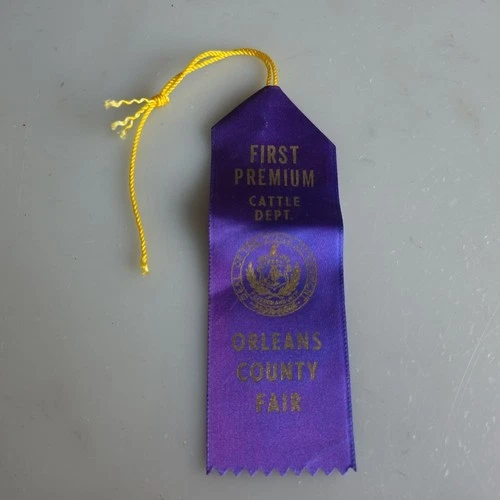 FIRST
PREMIUM
CATTLE
DEPT.
ORLEANS
COUNTY
FAIR